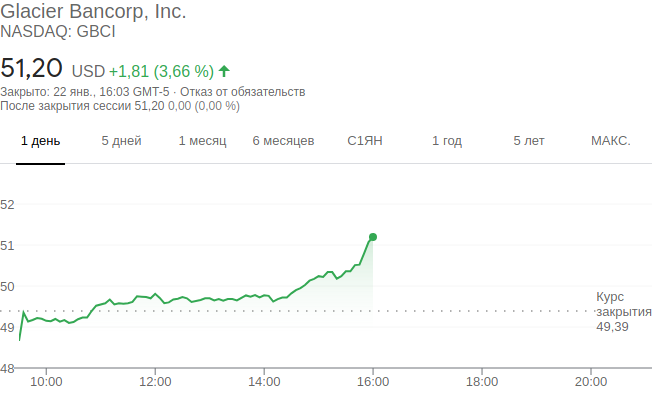 Glacier Bancorp, Inc.
NASDAQ: GBCI
51,20 USD +1,81 (3,66 %)
Закрыто: 22 янв., 16:03 GMT-5 · Отказ от обязательств
После закрытия сессии 51,20 0,00 (0,00 %)
1 день 5 дней 1 месяц 6 месяцев С1ЯН 1 год 5 лет МАКС.
52
51
50
Курс
закрытия
49,39
49
48
10:00 12:00 14:00 16:00 18:00 20:00